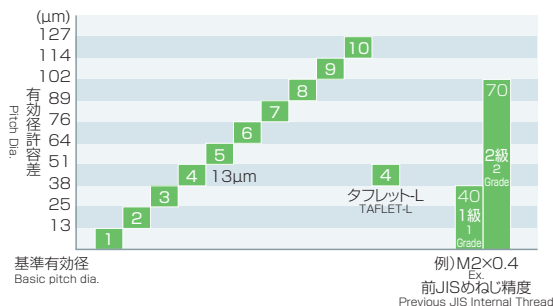 (μm)
127
114
102
89
76
64
51
38
25
13
有効径許容差
Pitch Dia.
10
9
8
7
6
5
4
13μm
3
2
1
4
タフレット-L
TAFLET-L
70
2級
2
Grade
40
1級
1
Grade
基準有効径
Basic pitch dia.
例)M2×0.4
Ex.
前JISめねじ精度
Previous JIS Internal Thread